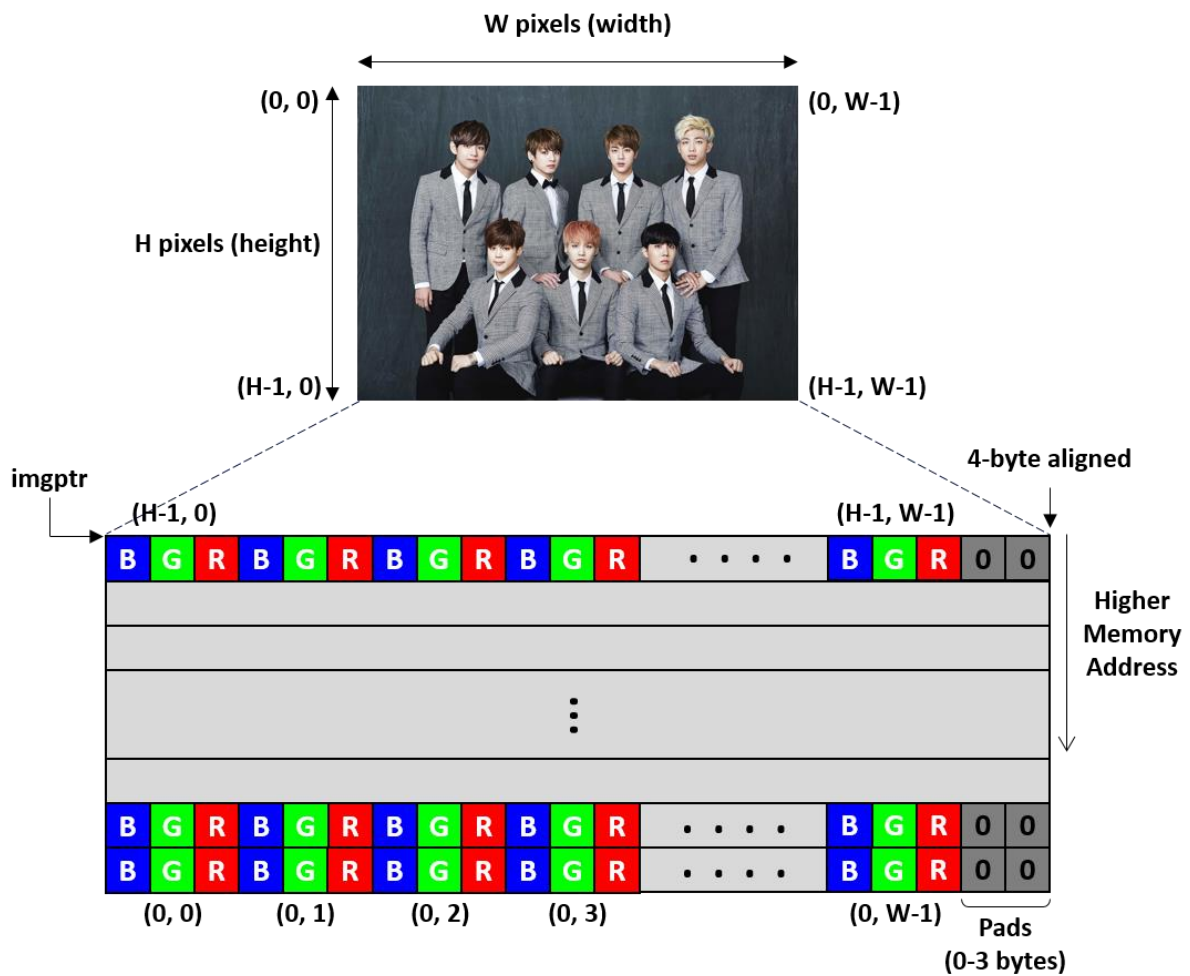 W pixels (width)
(0, 0)
(0, W-1)
H pixels (height)
(H-1, 0)
(H-1, W-1)
imgptr
4-byte aligned
(H-1, 0)
(H-1, W-1)
B G R B G R B G R B G R . . . . B G R 0 0
Higher
Memory
Address
B G R B G R B G R B G R . . . . B G R 0 0
B G R B G R B G R B G R . . . . B G R 0 0
(0, 0) (0, 1) (0, 2) (0, 3) (0, W-1)
Pads
(0-3 bytes)